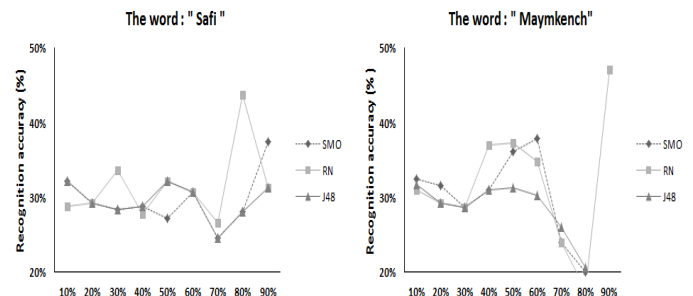 The word : " Safi "
Recognition accuracy (%)
50%
40%
30%
20%
10% 20% 30% 40% 50% 60% 70% 80% 90%
SMO
RN
J48
The word : " Maymkench"
Recognition accuracy (% )
50%
40%
30%
20%
10% 20% 30% 40% 50% 60% 70% 80% 90%
SMO
RN
J48